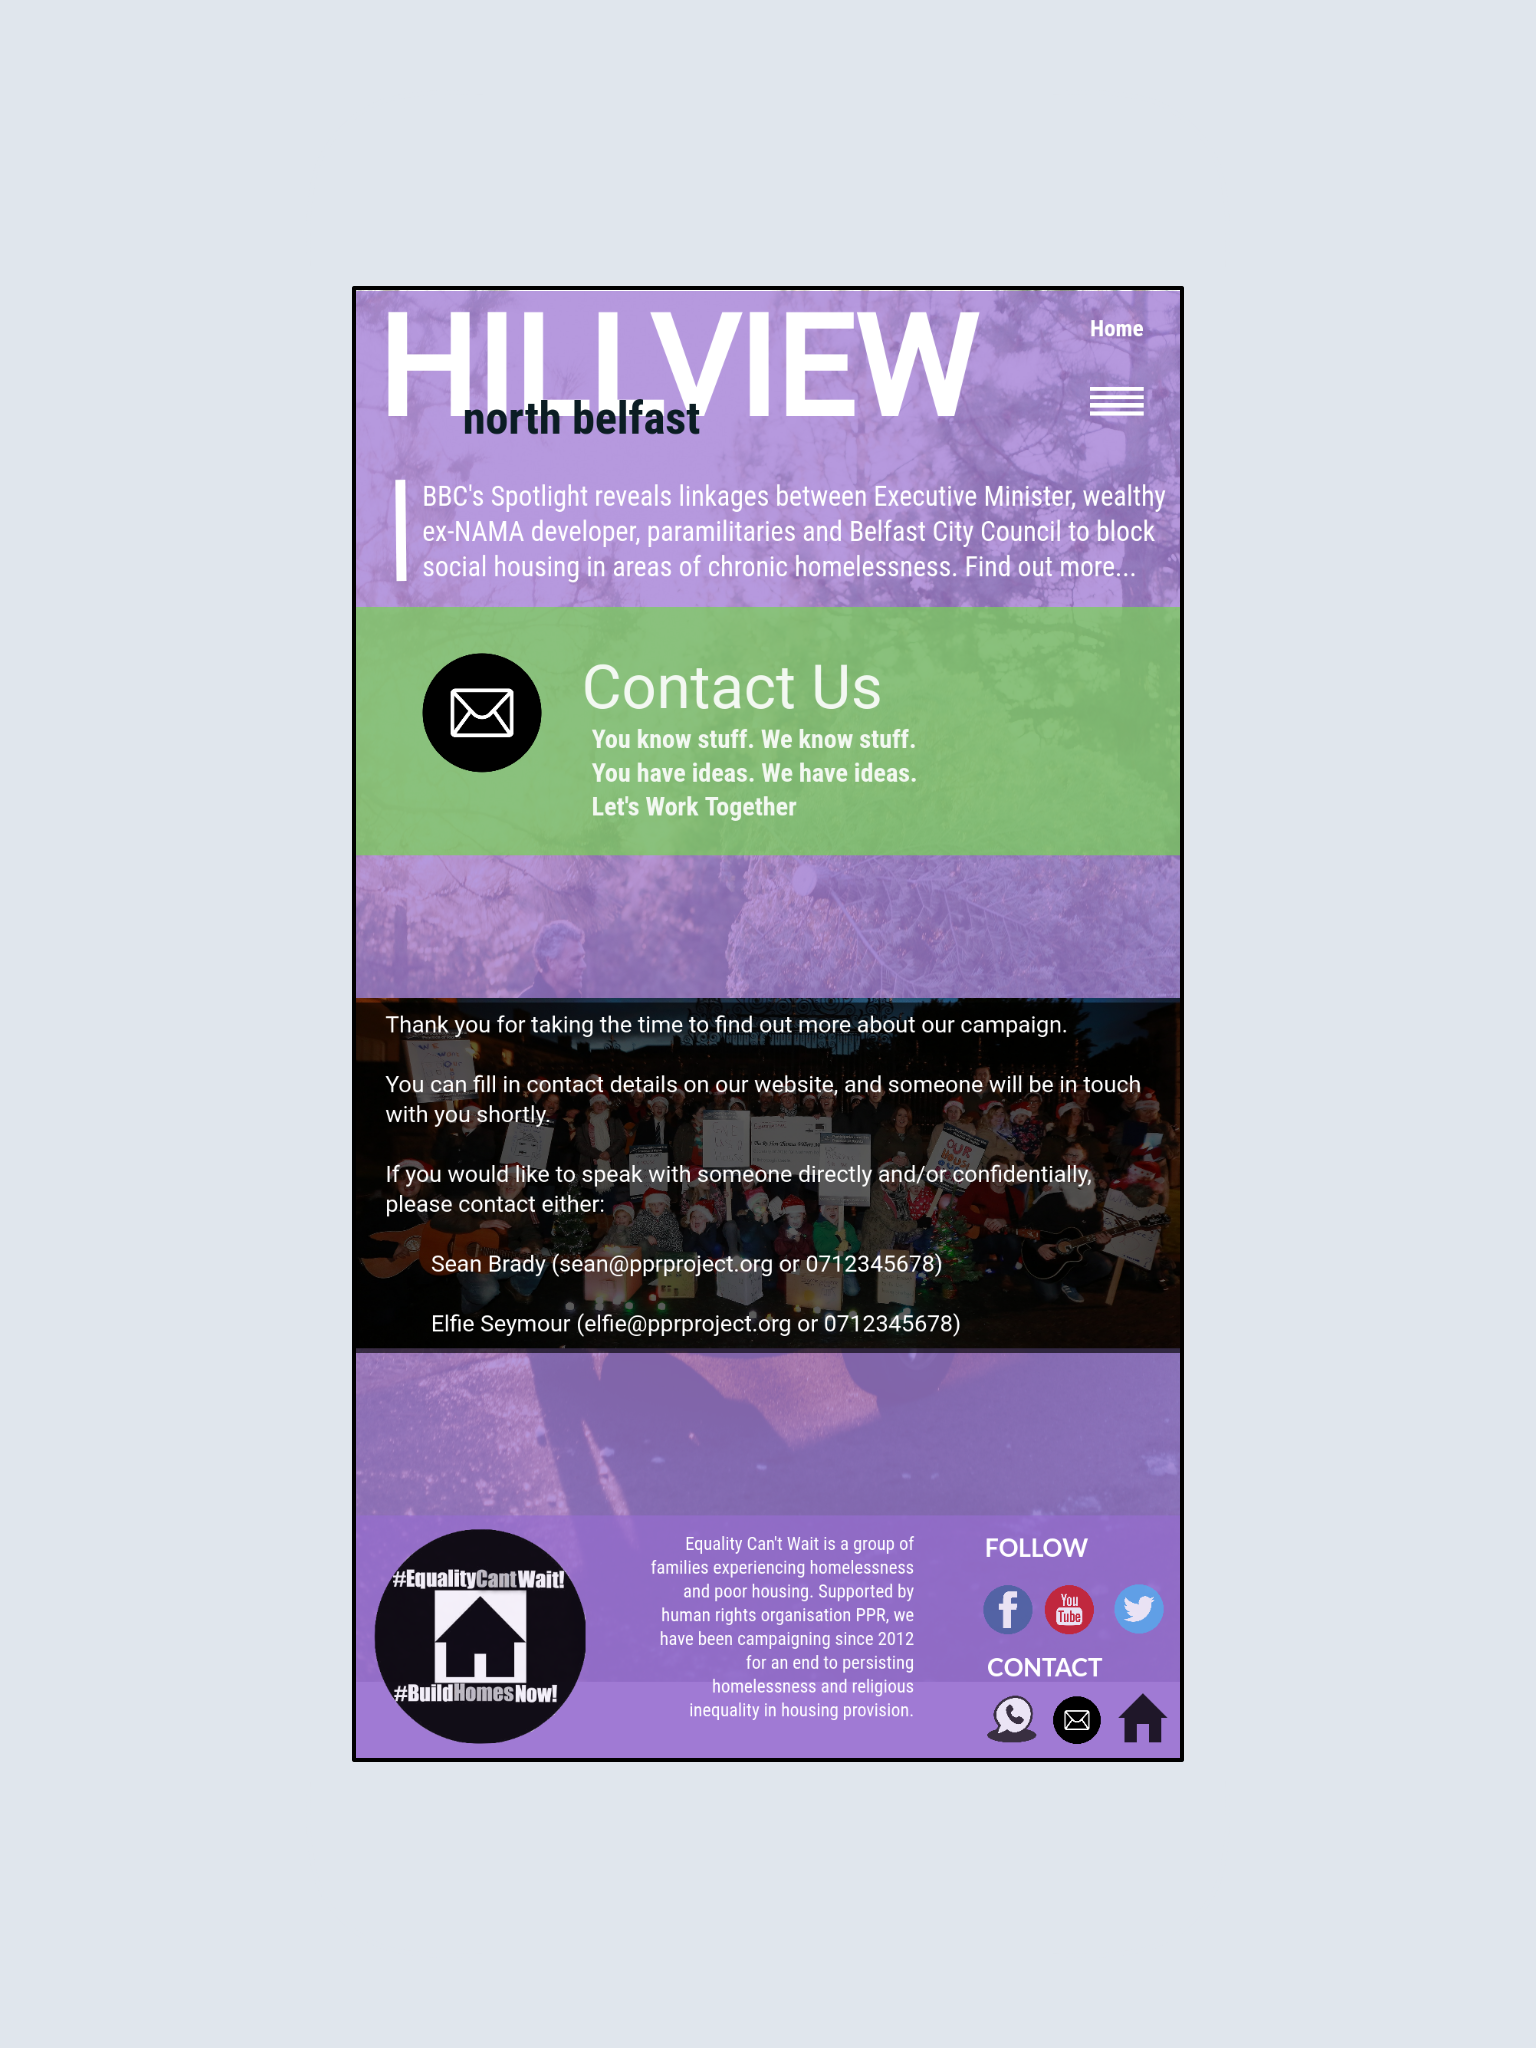 HILLVIEW
north belfast
Home
BBC's Spotlight reveals linkages between Executive Minister, wealthy
ex-NAMA developer, paramilitaries and Belfast City Council to block
social housing in areas of chronic homelessness. Find out more...
Contact Us
You know stuff. We know stuff.
You have ideas. We have ideas.
Let's Work Together
Thank you for taking the time to find out more about our campaign.
You can fill in contact details on our website, and someone will be in touch
with you shortly.
If you would like to speak with someone directly and/or confidentially,
please contact either:
Sean Brady (sean@pprproject.org or 0712345678)
Elfie Seymour (elfie@pprproject.org or 0712345678)
#EqualityCantWait!
#BuildHomesNow!
Equality Can't Wait is a group of
families experiencing homelessness
and poor housing. Supported by
human rights organisation PPR, we
have been campaigning since 2012
for an end to persisting
homelessness and religious
inequality in housing provision.
FOLLOW
You
Tube
CONTACT